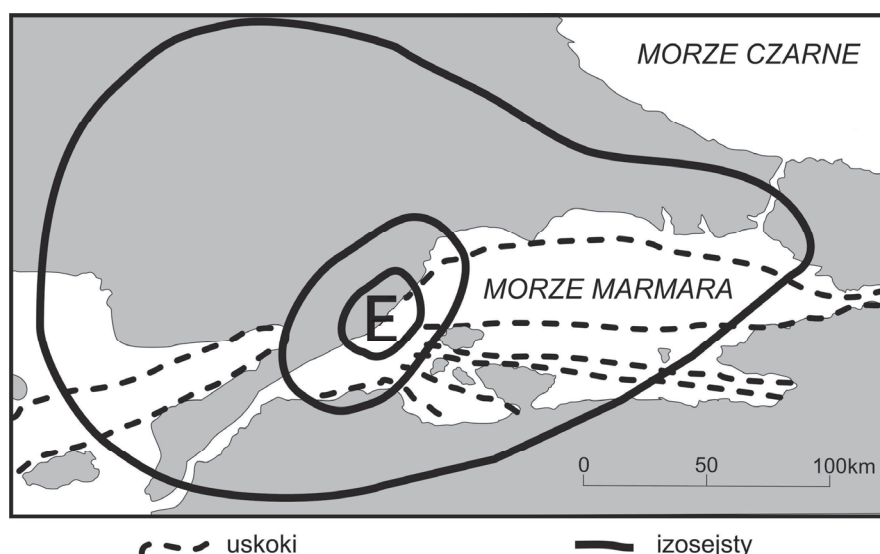 MORZE CZARNE
E
MORZE MARMARA
0 50 100km
uskoki izosejsty